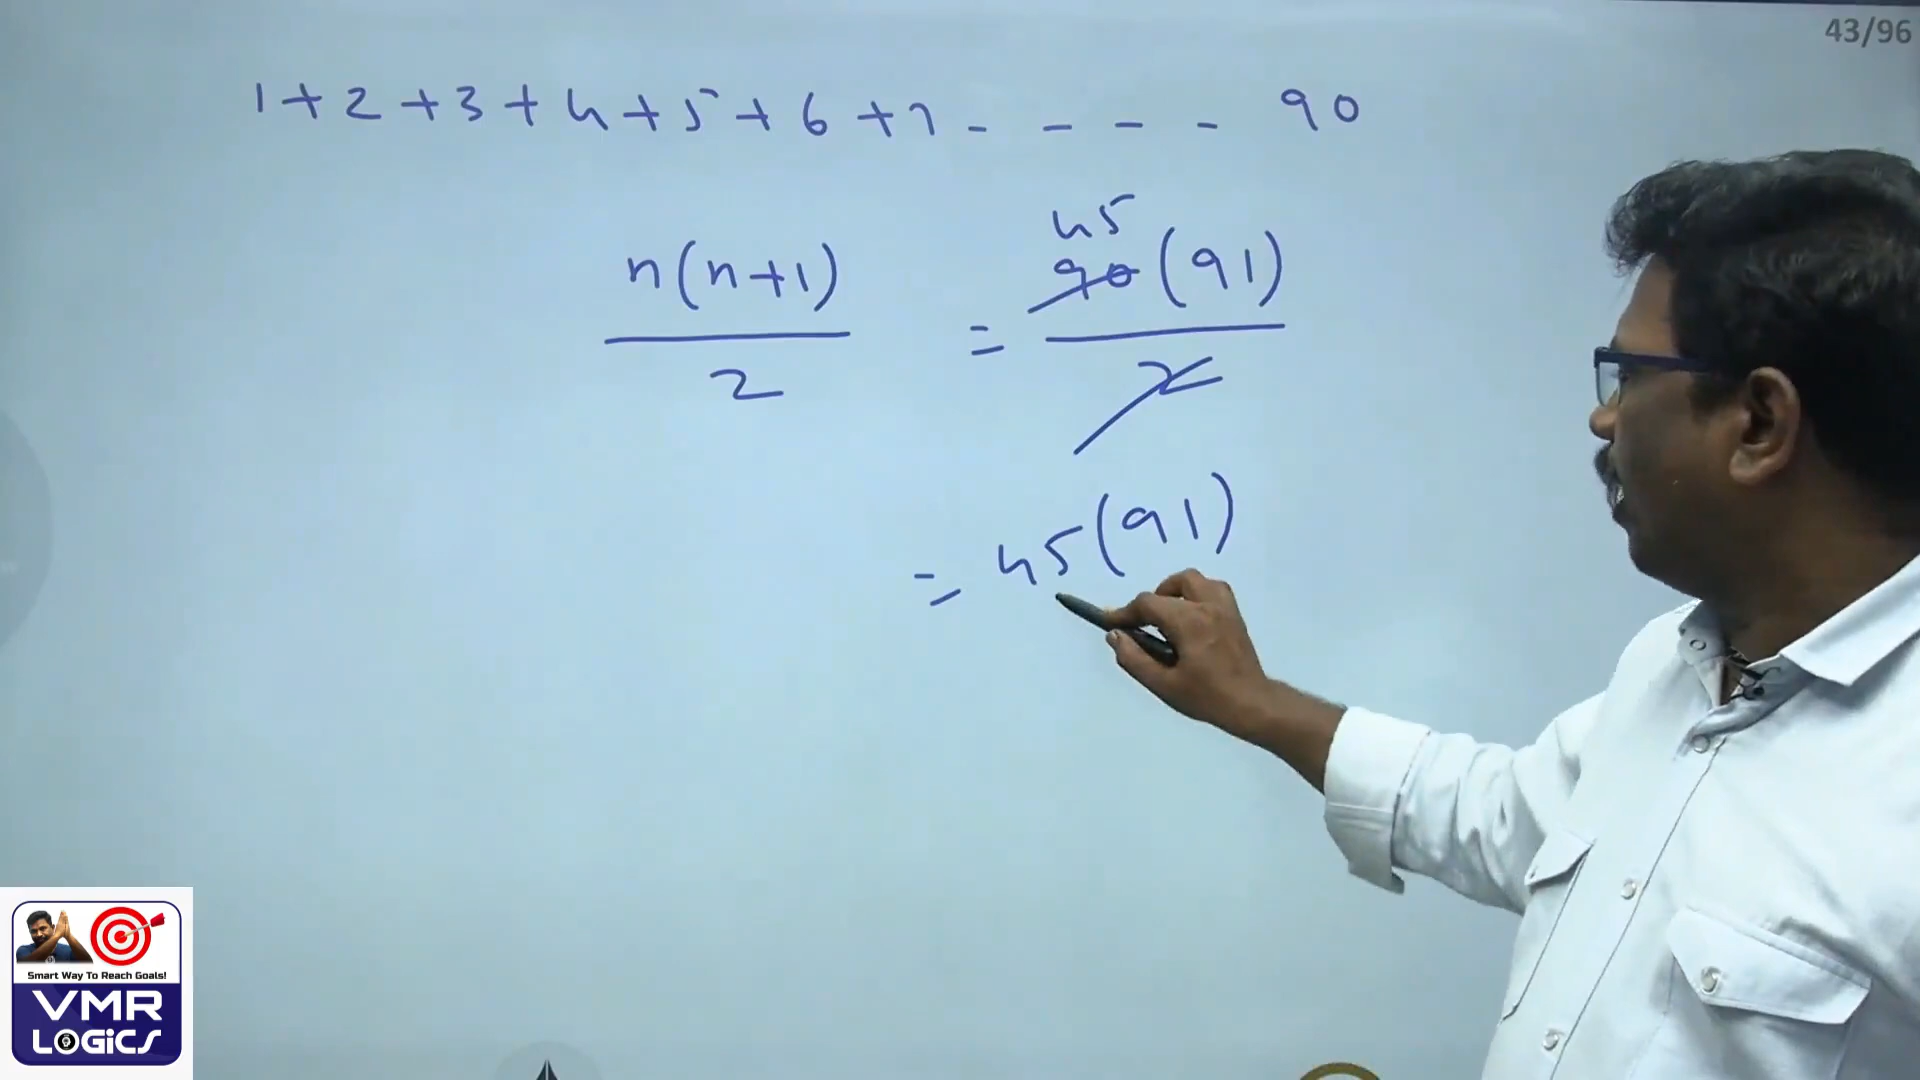 43/96
1+2+3+4+5+6+7 - - - - 90
n(n+1)
2
=
45
90(91)
2
= 45(91)
Smart Way To Reach Goals!
VMR
LOGiCS